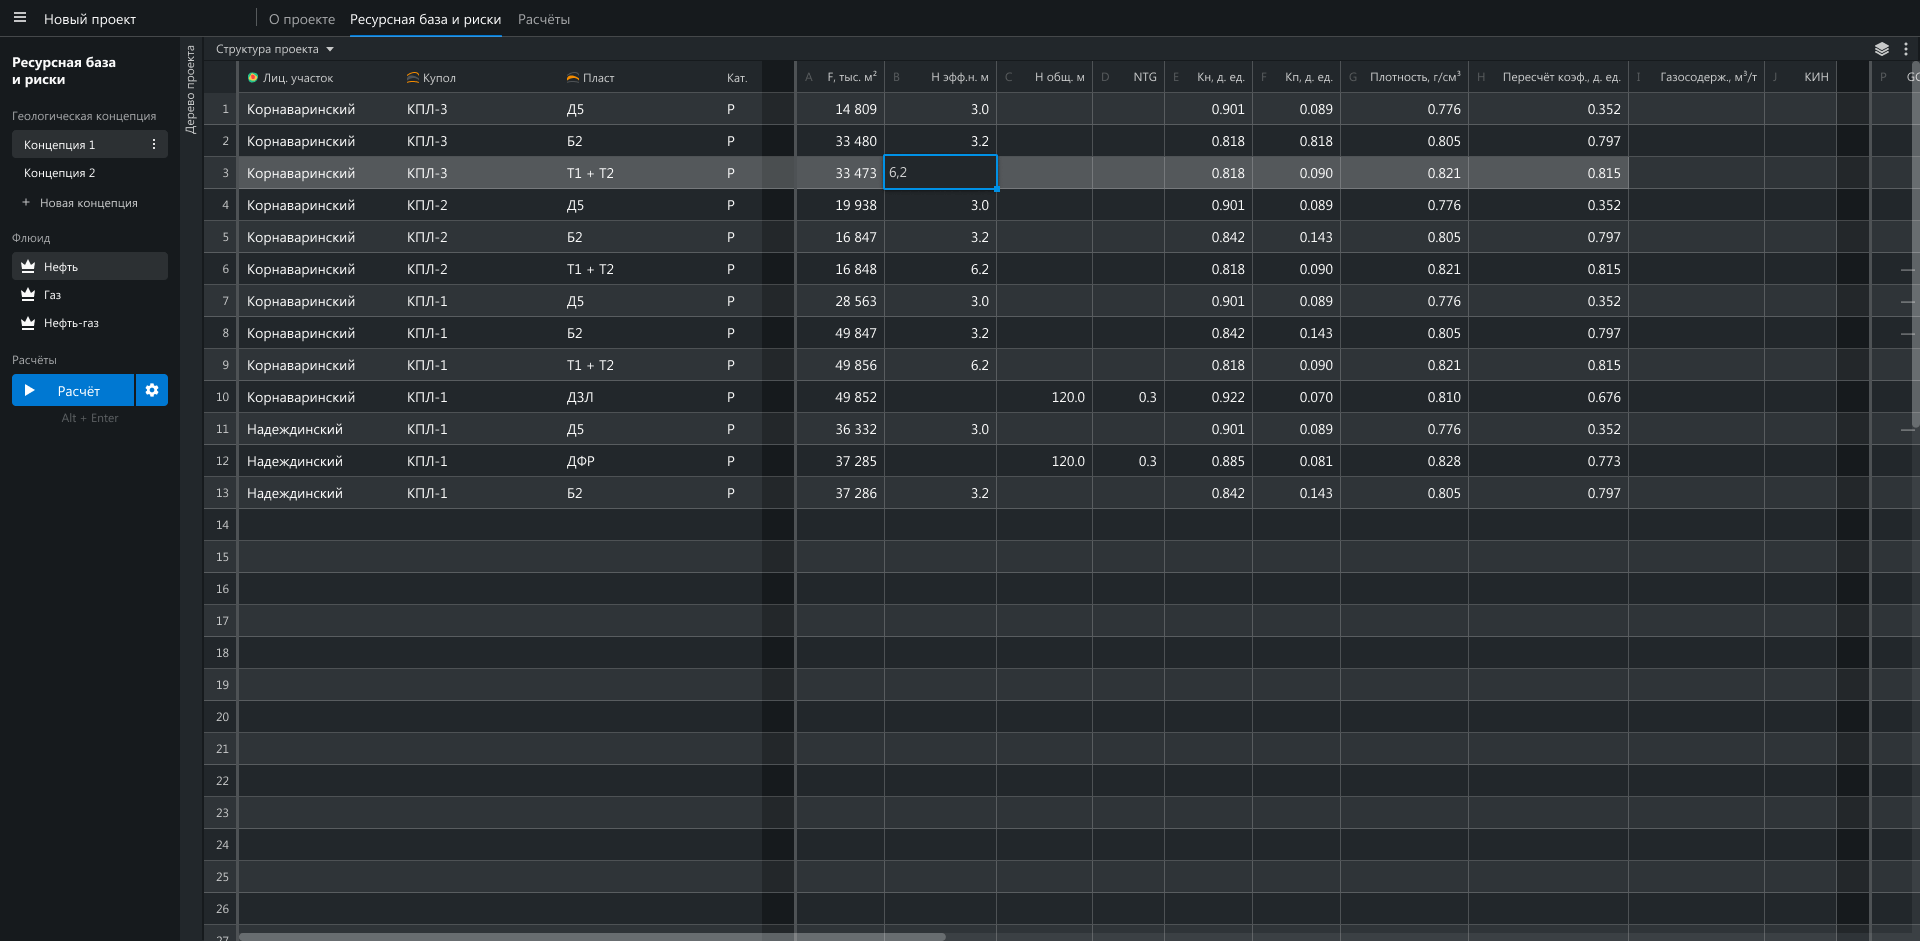 Новый проект
О проекте Ресурсная база и риски Расчёты
Ресурсная база
и риски
Геологическая концепция
Концепция 1
Концепция 2
+ Новая концепция
Флюид
Нефть
Газ
Нефть-газ
Расчёты
Расчёт
Alt + Enter
Дерево проекта
Структура проекта
Лиц. участок Купол Пласт Кат. A F, тыс. м² B Н эфф.н. м C Н общ. м D NTG E Кн, д. ед. F Кп, д. ед. G Плотность, г/см³ H Пересчёт коэф., д. ед. I Газосодерж., м³/т J КИН P GC
1 Корнаваринский КПЛ-3 Д5 Р 14 809 3.0 0.901 0.089 0.776 0.352
2 Корнаваринский КПЛ-3 Б2 Р 33 480 3.2 0.818 0.818 0.805 0.797
3 Корнаваринский КПЛ-3 Т1 + Т2 Р 33 473 6,2 0.818 0.090 0.821 0.815
4 Корнаваринский КПЛ-2 Д5 Р 19 938 3.0 0.901 0.089 0.776 0.352
5 Корнаваринский КПЛ-2 Б2 Р 16 847 3.2 0.842 0.143 0.805 0.797
6 Корнаваринский КПЛ-2 Т1 + Т2 Р 16 848 6.2 0.818 0.090 0.821 0.815 —
7 Корнаваринский КПЛ-1 Д5 Р 28 563 3.0 0.901 0.089 0.776 0.352 —
8 Корнаваринский КПЛ-1 Б2 Р 49 847 3.2 0.842 0.143 0.805 0.797 —
9 Корнаваринский КПЛ-1 Т1 + Т2 Р 49 856 6.2 0.818 0.090 0.821 0.815
10 Корнаваринский КПЛ-1 ДЗЛ Р 49 852 120.0 0.3 0.922 0.070 0.810 0.676
11 Надеждинский КПЛ-1 Д5 Р 36 332 3.0 0.901 0.089 0.776 0.352 —
12 Надеждинский КПЛ-1 ДФР Р 37 285 120.0 0.3 0.885 0.081 0.828 0.773
13 Надеждинский КПЛ-1 Б2 Р 37 286 3.2 0.842 0.143 0.805 0.797
14
15
16
17
18
19
20
21
22
23
24
25
26
27